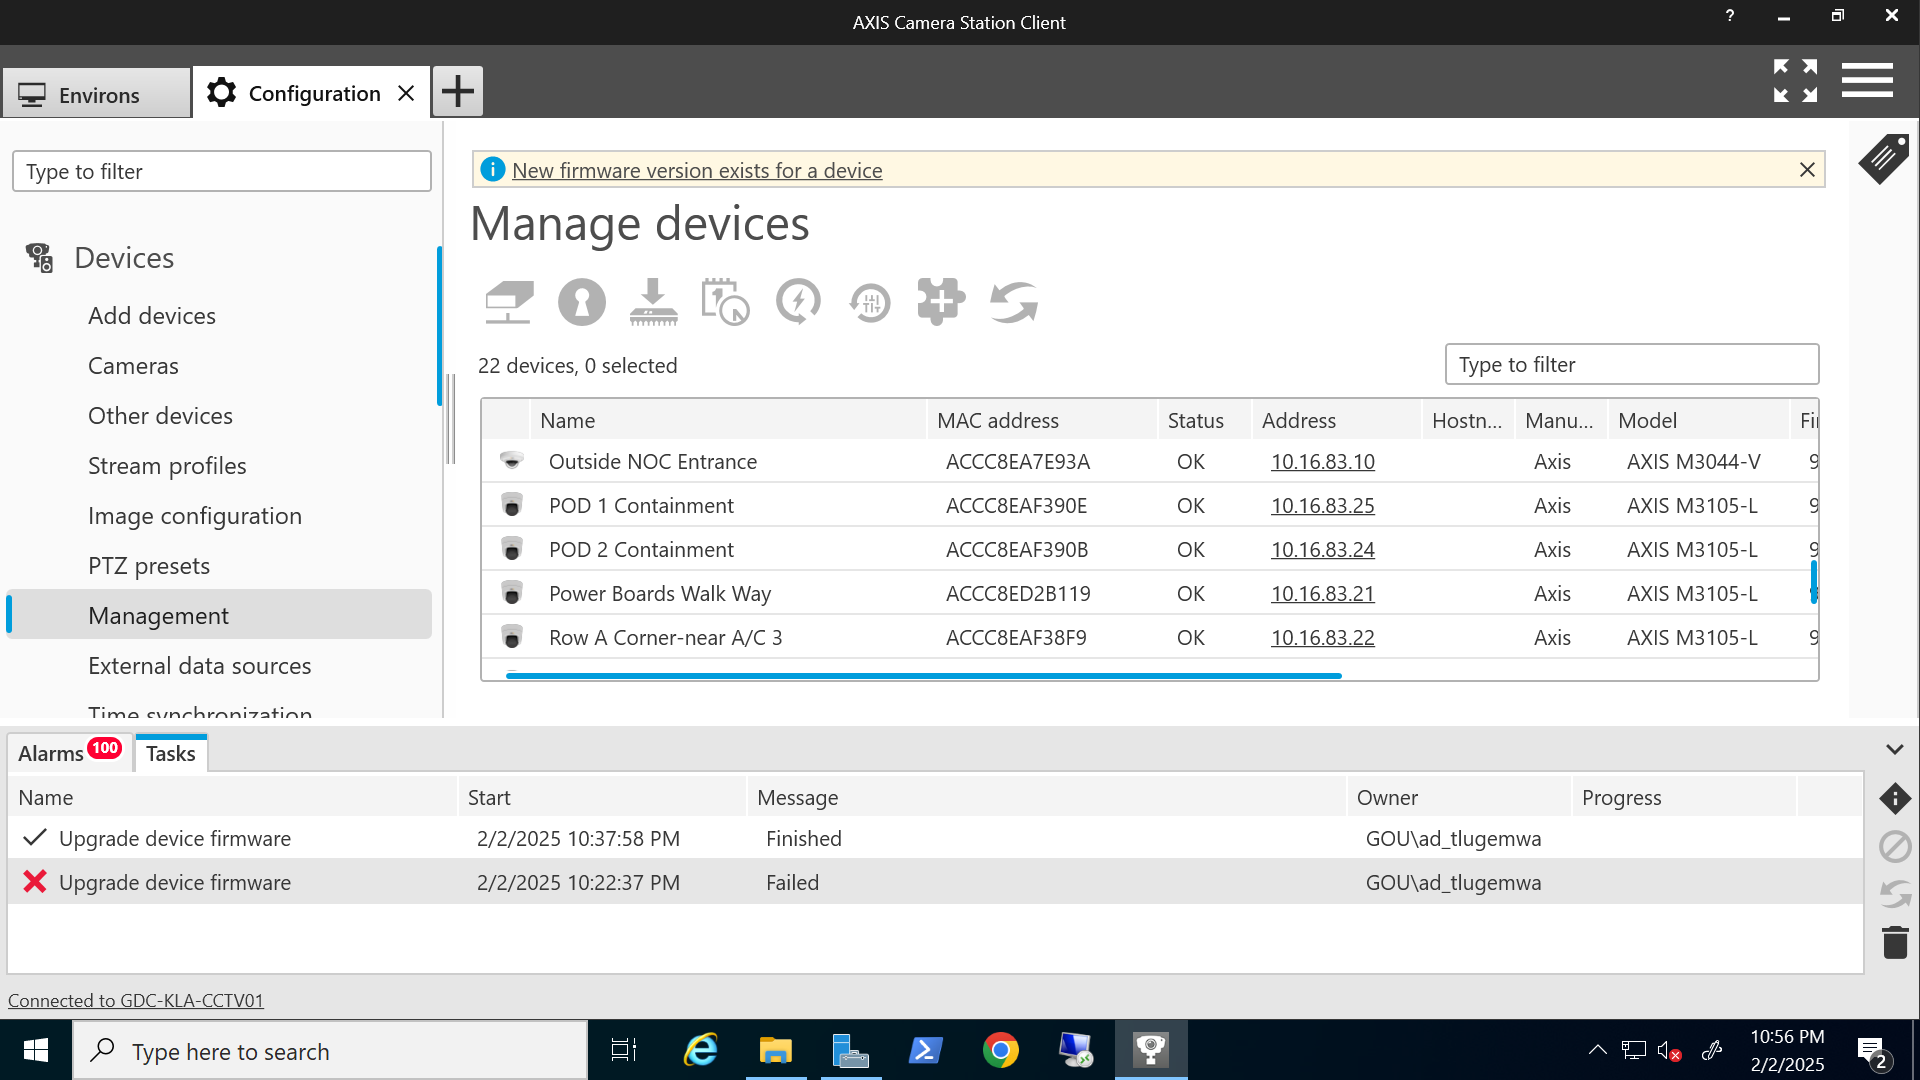 AXIS Camera Station Client
?
Environs
Configuration
Type to filter
New firmware version exists for a device
Manage devices
Devices
Add devices
Cameras
Other devices
Stream profiles
Image configuration
PTZ presets
Management
External data sources
Time synchronization
22 devices, 0 selected
Type to filter
Name MAC address Status Address Hostn... Manu... Model Fir
Outside NOC Entrance ACCC8EA7E93A OK 10.16.83.10 Axis AXIS M3044-V 9
POD 1 Containment ACCC8EAF390E OK 10.16.83.25 Axis AXIS M3105-L 9
POD 2 Containment ACCC8EAF390B OK 10.16.83.24 Axis AXIS M3105-L 9
Power Boards Walk Way ACCC8ED2B119 OK 10.16.83.21 Axis AXIS M3105-L
Row A Corner-near A/C 3 ACCC8EAF38F9 OK 10.16.83.22 Axis AXIS M3105-L 9
Alarms 100 Tasks
Name Start Message Owner Progress
Upgrade device firmware 2/2/2025 10:37:58 PM Finished GOU\ad_tlugemwa
Upgrade device firmware 2/2/2025 10:22:37 PM Failed GOU\ad_tlugemwa
Connected to GDC-KLA-CCTV01
Type here to search
10:56 PM
2/2/2025
2